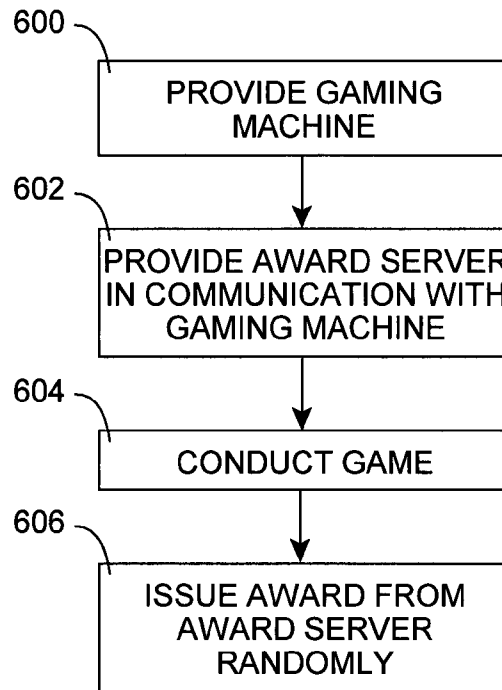 600
PROVIDE GAMING
MACHINE
602
PROVIDE AWARD SERVER
IN COMMUNICATION WITH
GAMING MACHINE
604
CONDUCT GAME
606
ISSUE AWARD FROM
AWARD SERVER
RANDOMLY